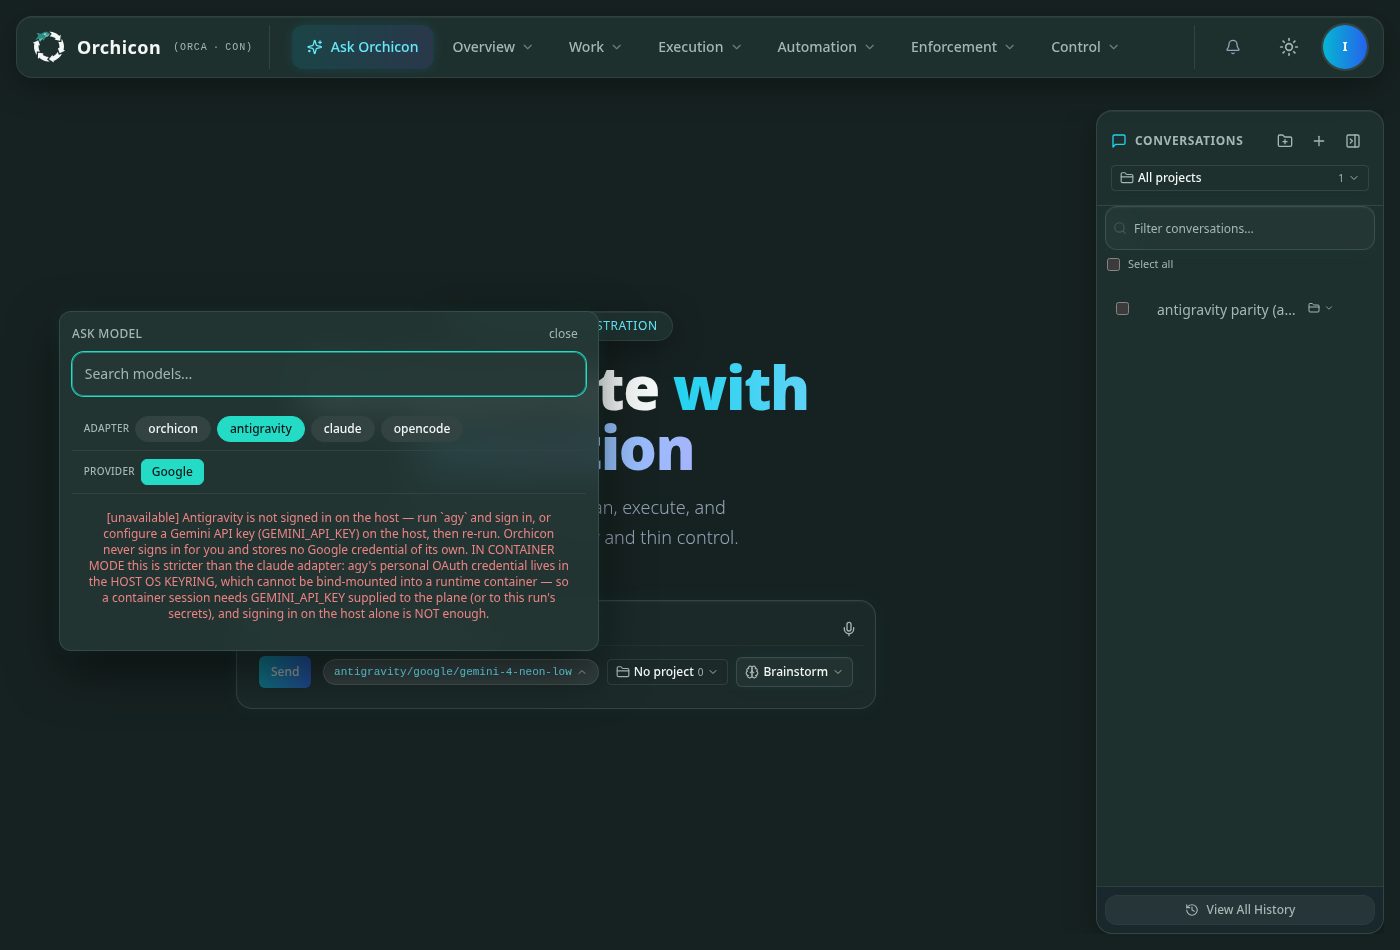 Orchicon (ORCA · CON) Ask Orchicon Overview Work Execution Automation Enforcement Control I
CONVERSATIONS
All projects 1
Filter conversations...
Select all
antigravity parity (a...
View All History
STRATION
te with
ion
an, execute, and
and thin control.
ASK MODEL close
Search models...
ADAPTER orchicon antigravity claude opencode
PROVIDER Google
[unavailable] Antigravity is not signed in on the host — run `agy` and sign in, or
configure a Gemini API key (GEMINI_API_KEY) on the host, then re-run. Orchicon
never signs in for you and stores no Google credential of its own. IN CONTAINER
MODE this is stricter than the claude adapter: agy's personal OAuth credential lives in
the HOST OS KEYRING, which cannot be bind-mounted into a runtime container — so
a container session needs GEMINI_API_KEY supplied to the plane (or to this run's
secrets), and signing in on the host alone is NOT enough.
Send antigravity/google/gemini-4-neon-low No project 0 Brainstorm